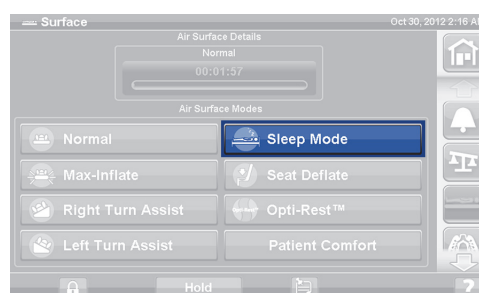 Surface
Oct 30, 2012 2:16 A
Air Surface Details
Normal
00:01:57
Air Surface Modes
Normal
Sleep Mode
Max-Inflate
Seat Deflate
Right Turn Assist
Opti-Rest™
Left Turn Assist
Patient Comfort
Hold
?